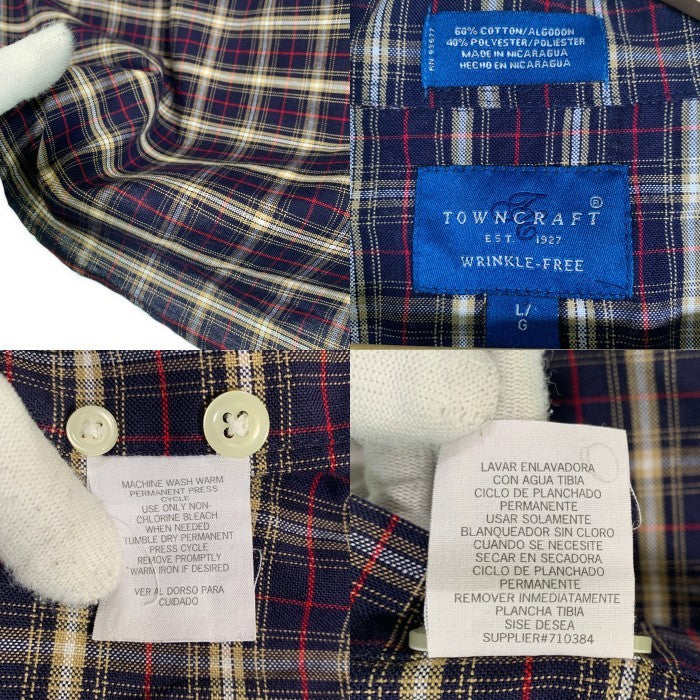 60% COTTON/ALGODON
40% POLYESTER/POLIESTER
MADE IN NICARAGUA
HECHO EN NICARAGUA
TOWNCRAFT®
EST. 1927
WRINKLE-FREE
L/
G
MACHINE WASH WARM
PERMANENT PRESS
CYCLE
USE ONLY NON-
CHLORINE BLEACH
WHEN NEEDED
TUMBLE DRY PERMANENT
PRESS CYCLE
REMOVE PROMPTLY
WARM IRON IF DESIRED
VER AL DORSO PARA
CUIDADO
LAVAR ENLAVADORA
CON AGUA TIBIA
CICLO DE PLANCHADO
PERMANENTE
USAR SOLAMENTE
BLANQUEADOR SIN CLORO
CUANDO SE NECESITE
SECAR EN SECADORA
CICLO DE PLANCHADO
PERMANENTE
REMOVER INMEDIATAMENTE
PLANCHA TIBIA
SISE DESEA
SUPPLIER#710384